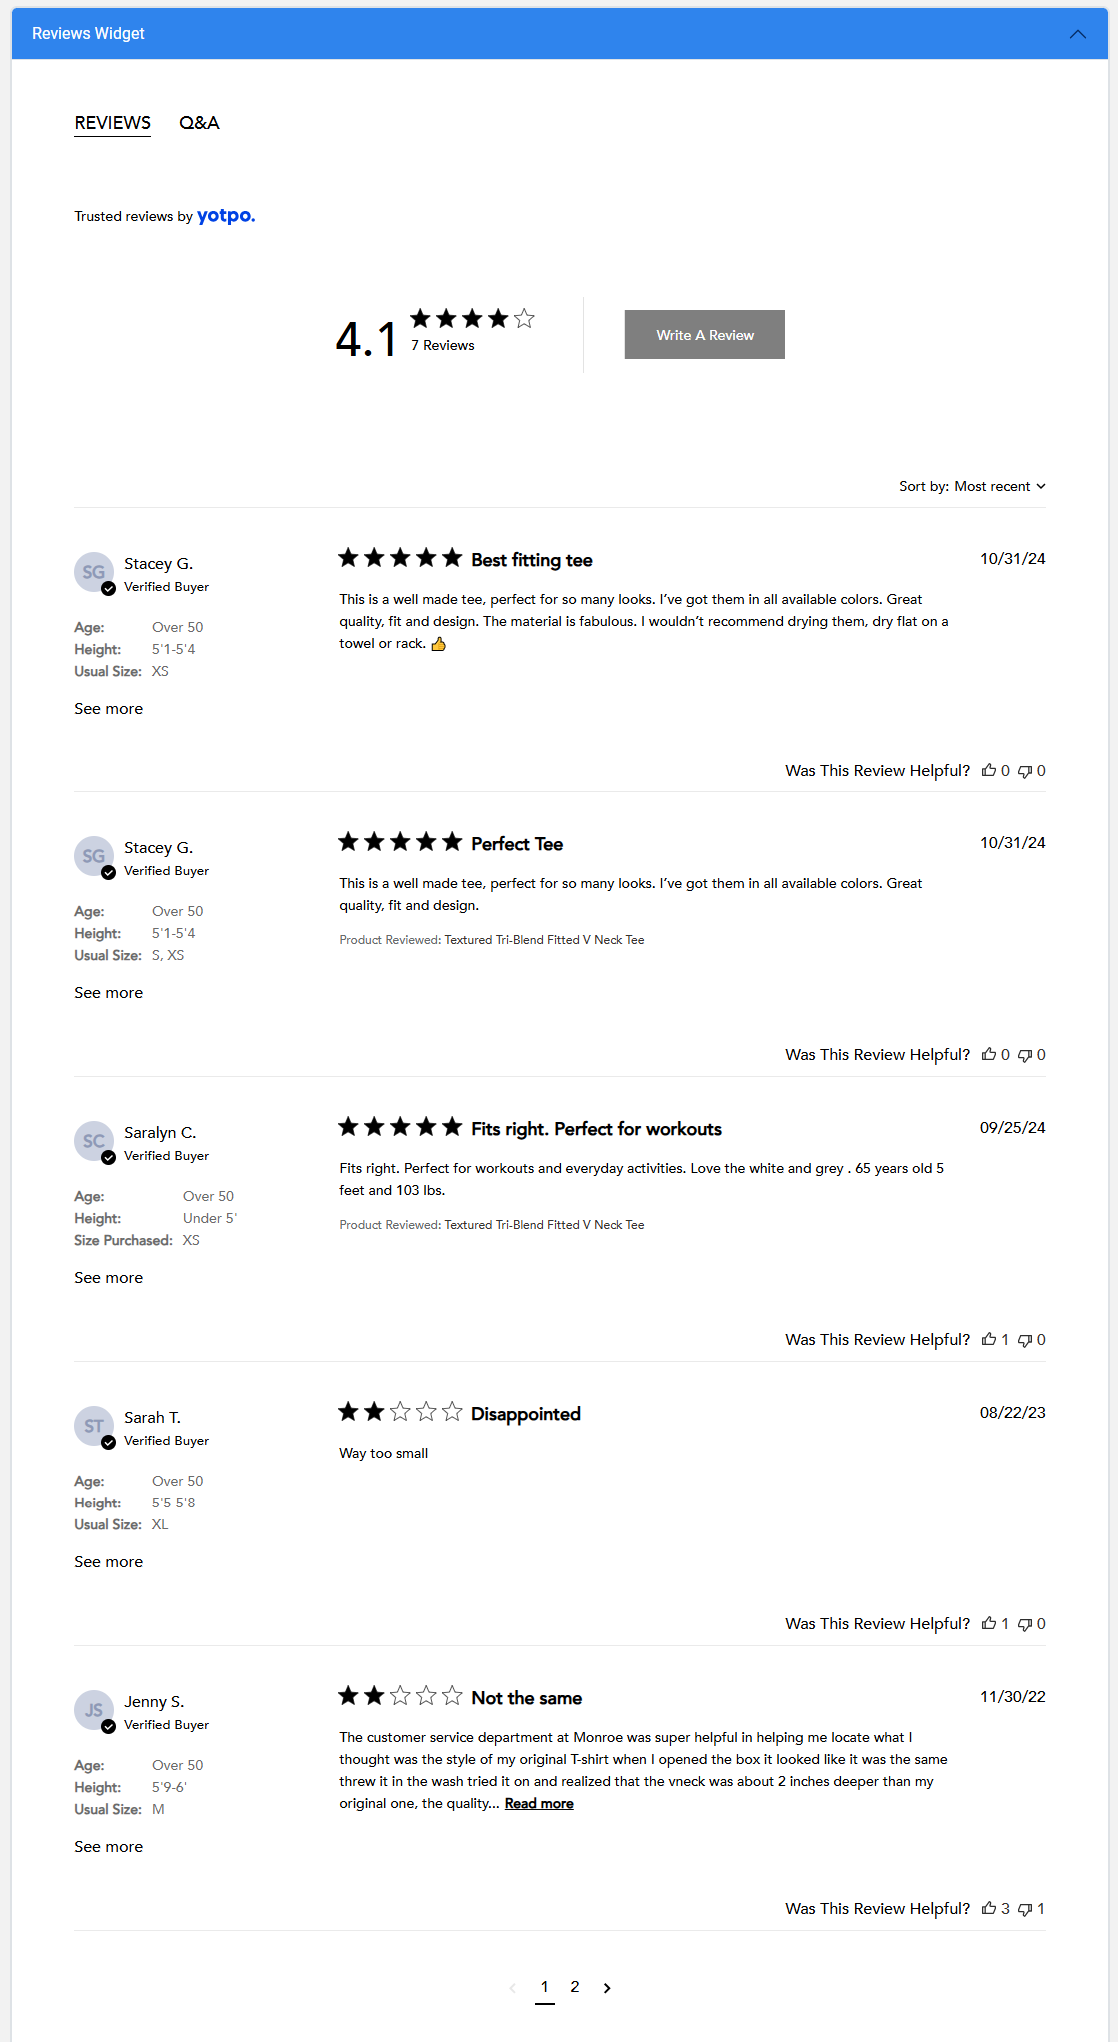 Reviews Widget
REVIEWS Q&A
Trusted reviews by yotpo.
4.1
7 Reviews
Write A Review
Sort by: Most recent
SG
Stacey G.
Verified Buyer
Age: Over 50
Height: 5'1-5'4
Usual Size: XS
See more
Best fitting tee
10/31/24
This is a well made tee, perfect for so many looks. I’ve got them in all available colors. Great
quality, fit and design. The material is fabulous. I wouldn’t recommend drying them, dry flat on a
towel or rack. 👍
Was This Review Helpful? 0 0
SG
Stacey G.
Verified Buyer
Age: Over 50
Height: 5'1-5'4
Usual Size: S, XS
See more
Perfect Tee
10/31/24
This is a well made tee, perfect for so many looks. I’ve got them in all available colors. Great
quality, fit and design.
Product Reviewed: Textured Tri-Blend Fitted V Neck Tee
Was This Review Helpful? 0 0
SC
Saralyn C.
Verified Buyer
Age: Over 50
Height: Under 5'
Size Purchased: XS
See more
Fits right. Perfect for workouts
09/25/24
Fits right. Perfect for workouts and everyday activities. Love the white and grey . 65 years old 5
feet and 103 lbs.
Product Reviewed: Textured Tri-Blend Fitted V Neck Tee
Was This Review Helpful? 1 0
ST
Sarah T.
Verified Buyer
Age: Over 50
Height: 5'5 5'8
Usual Size: XL
See more
Disappointed
08/22/23
Way too small
Was This Review Helpful? 1 0
JS
Jenny S.
Verified Buyer
Age: Over 50
Height: 5'9-6'
Usual Size: M
See more
Not the same
11/30/22
The customer service department at Monroe was super helpful in helping me locate what I
thought was the style of my original T-shirt when I opened the box it looked like it was the same
threw it in the wash tried it on and realized that the vneck was about 2 inches deeper than my
original one, the quality... Read more
Was This Review Helpful? 3 1
1 2